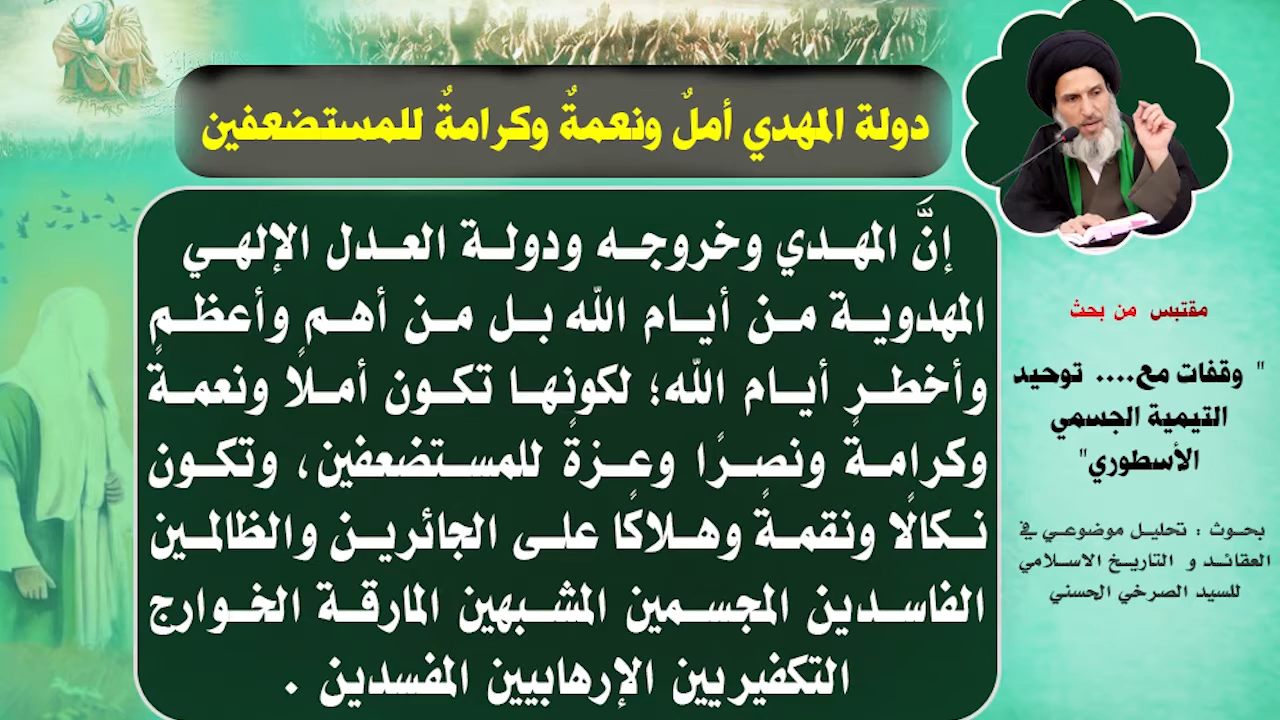 دولة المهدي أملٌ ونعمةٌ وكرامةٌ للمستضعفين
إنَّ المهدي وخروجه ودولة العدل الإلهي
المهدوية من أيام الله بل من أهم وأعظم
وأخطر أيام الله؛ لكونها تكون أملًا ونعمةً
وكرامةً ونصرًا وعزةً للمستضعفين، وتكون
نكالًا ونقمةً وهلاكًا على الجائرين والظالمين
الفاسدين المجسمين المشبهين المارقة الخوارج
التكفيريين الإرهابيين المفسدين .
مقتبس من بحث
" وقفات مع.... توحيد
التيمية الجسمي
الأسطوري"
بحوث : تحليل موضوعي في
العقائد و التاريخ الاسلامي
للسيد الصرخي الحسني